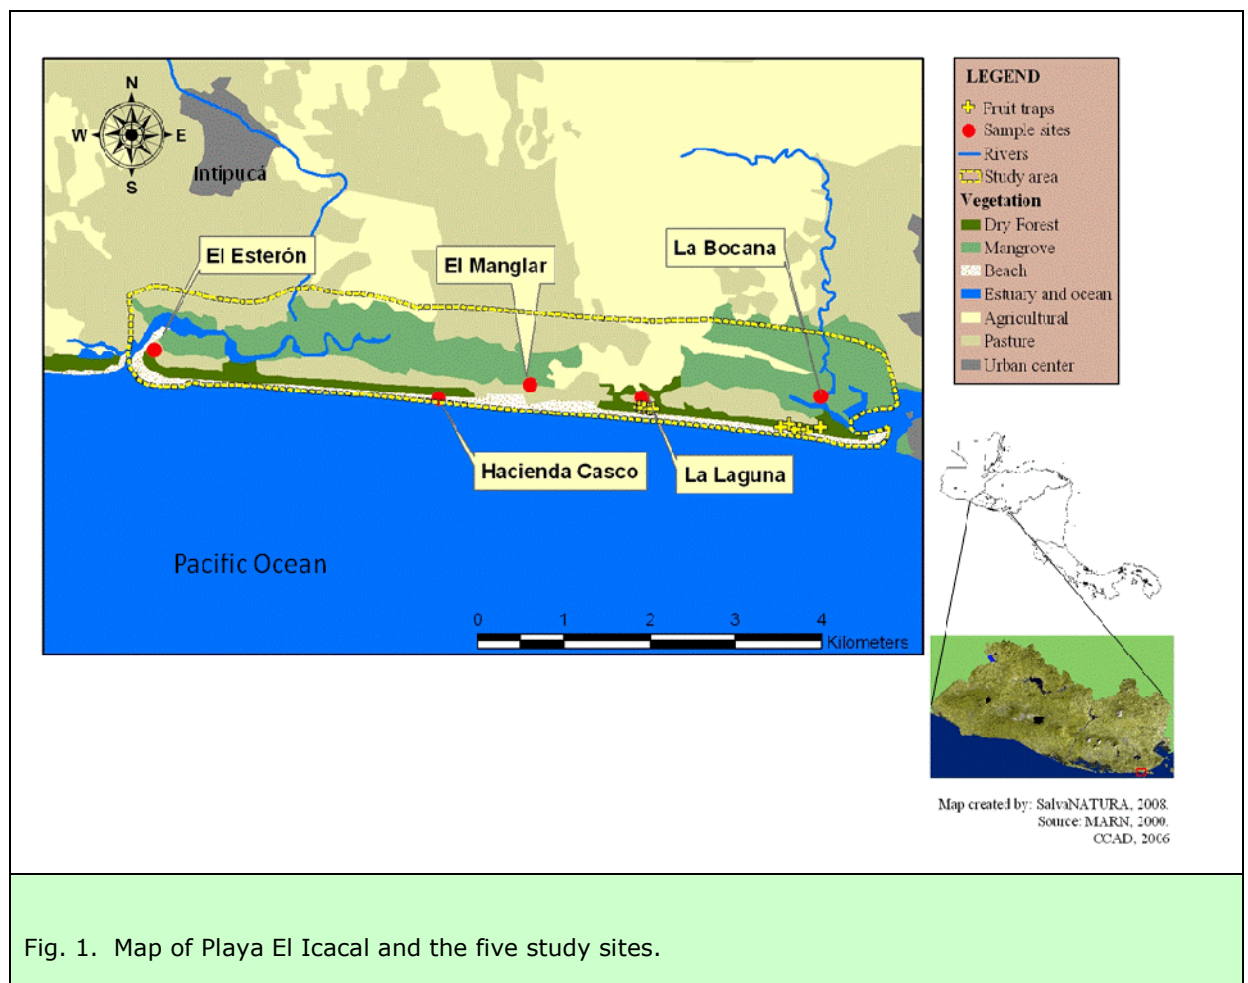 N
W E
S
Intipucá
El Esterón
El Manglar
La Bocana
Hacienda Casco
La Laguna
Pacific Ocean
0 1 2 3 4
Kilometers
LEGEND
Fruit traps
Sample sites
Rivers
Study area
Vegetation
Dry Forest
Mangrove
Beach
Estuary and ocean
Agricultural
Pasture
Urban center
Map created by: SalvaNATURA, 2008.
Source: MARN, 2000.
CCAD, 2006
Fig. 1. Map of Playa El Icacal and the five study sites.